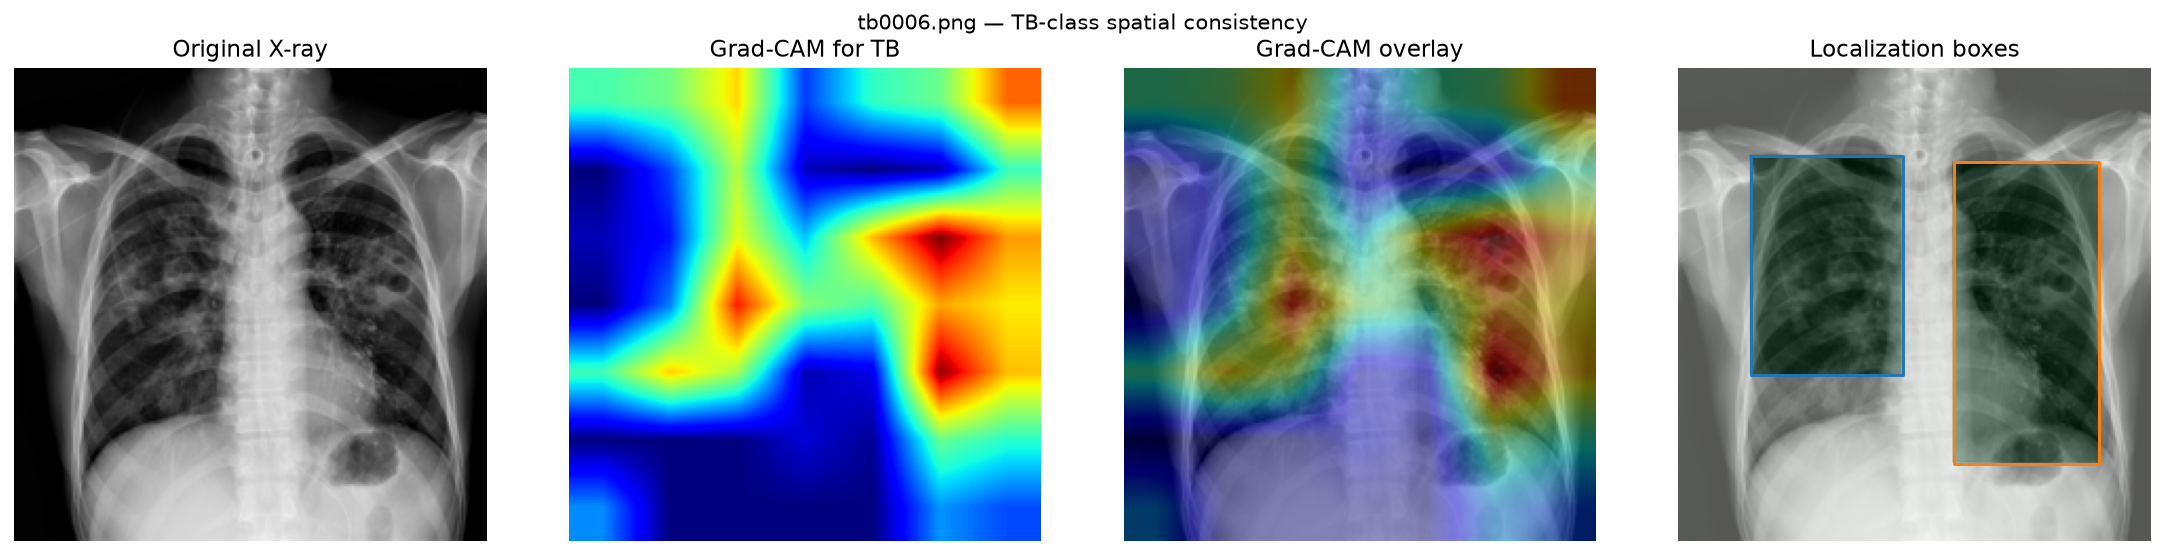 tb0006.png — TB-class spatial consistency
Original X-ray
Grad-CAM for TB
Grad-CAM overlay
Localization boxes